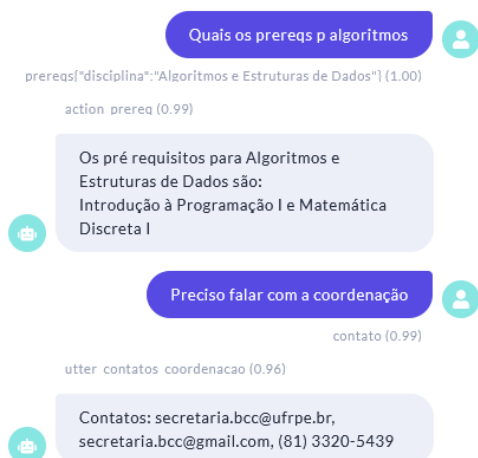 Quais os prereqs p algoritmos
prereqs{"disciplina":"Algoritmos e Estruturas de Dados"} (1.00)
action_prereq (0.99)
Os pré requisitos para Algoritmos e
Estruturas de Dados são:
Introdução à Programação I e Matemática
Discreta I
Preciso falar com a coordenação
contato (0.99)
utter_contatos_coordenacao (0.96)
Contatos: secretaria.bcc@ufrpe.br,
secretaria.bcc@gmail.com, (81) 3320-5439